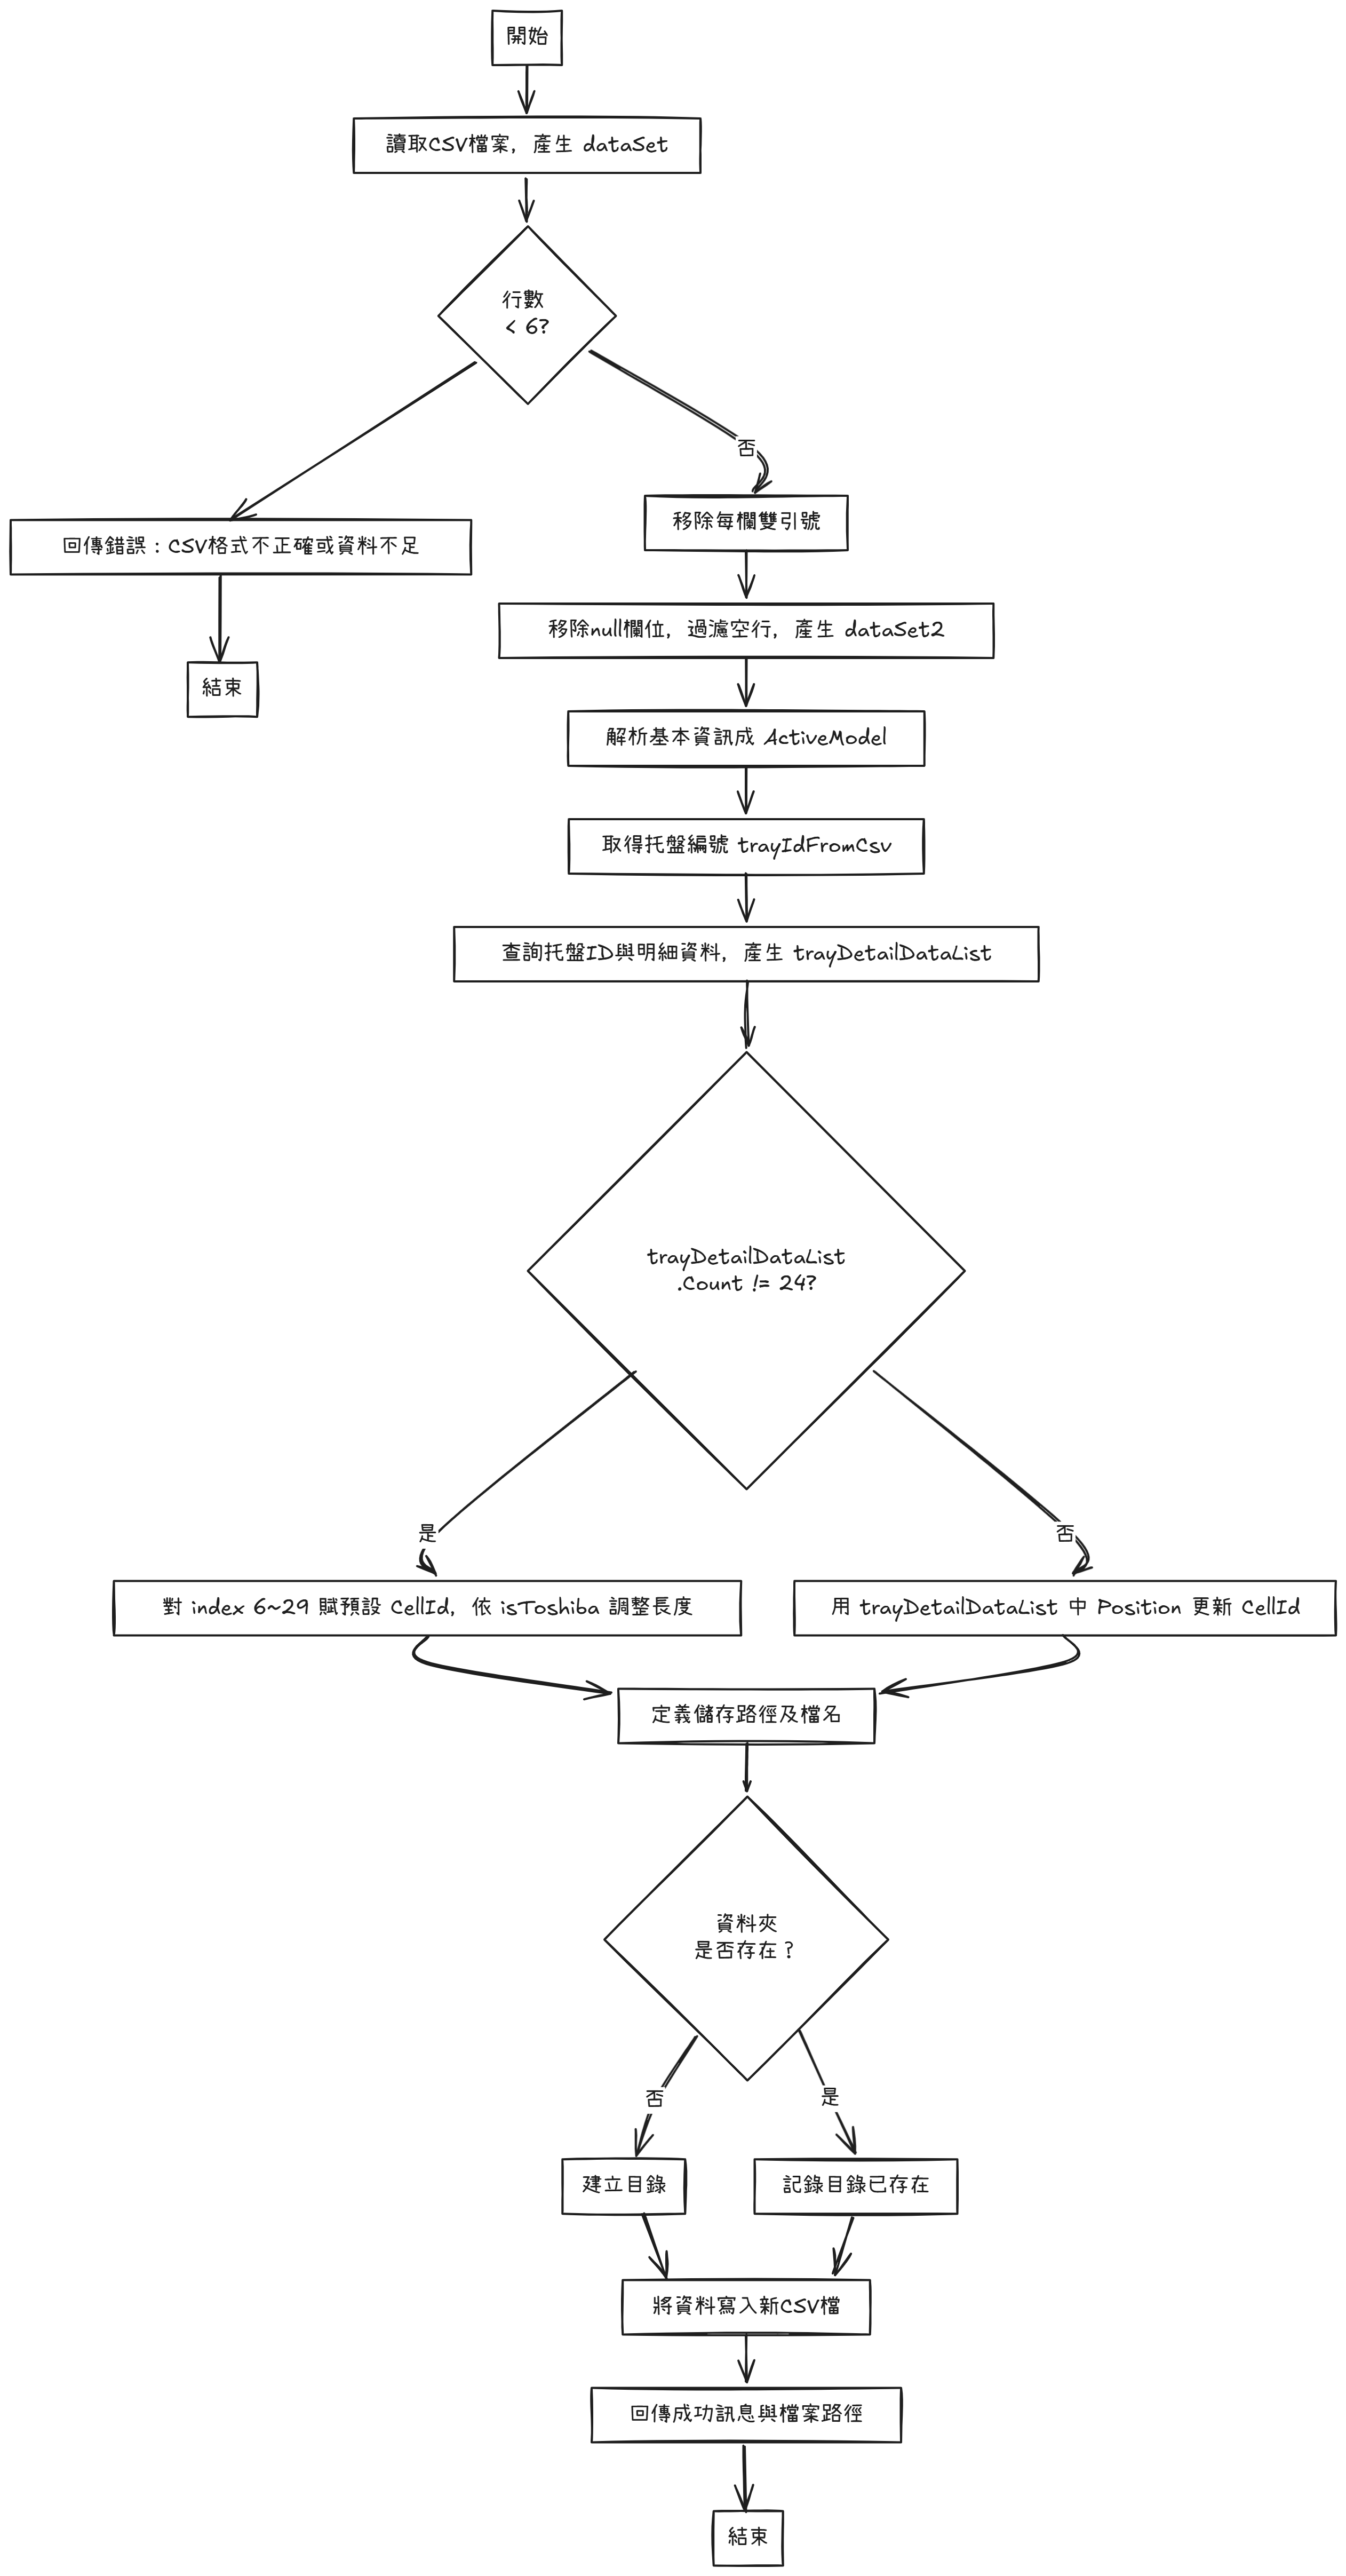 開始
讀取CSV檔案，產生 dataSet
行數
< 6?
否
移除每欄雙引號
回傳錯誤：CSV格式不正確或資料不足
移除null欄位，過濾空行，產生 dataSet2
結束
解析基本資訊成 ActiveModel
取得托盤編號 trayIdFromCsv
查詢托盤ID與明細資料，產生 trayDetailDataList
trayDetailDataList
.Count != 24?
是
否
對 index 6~29 賦預設 CellId，依 isToshiba 調整長度
用 trayDetailDataList 中 Position 更新 CellId
定義儲存路徑及檔名
資料夾
是否存在？
否
是
建立目錄
記錄目錄已存在
將資料寫入新CSV檔
回傳成功訊息與檔案路徑
結束